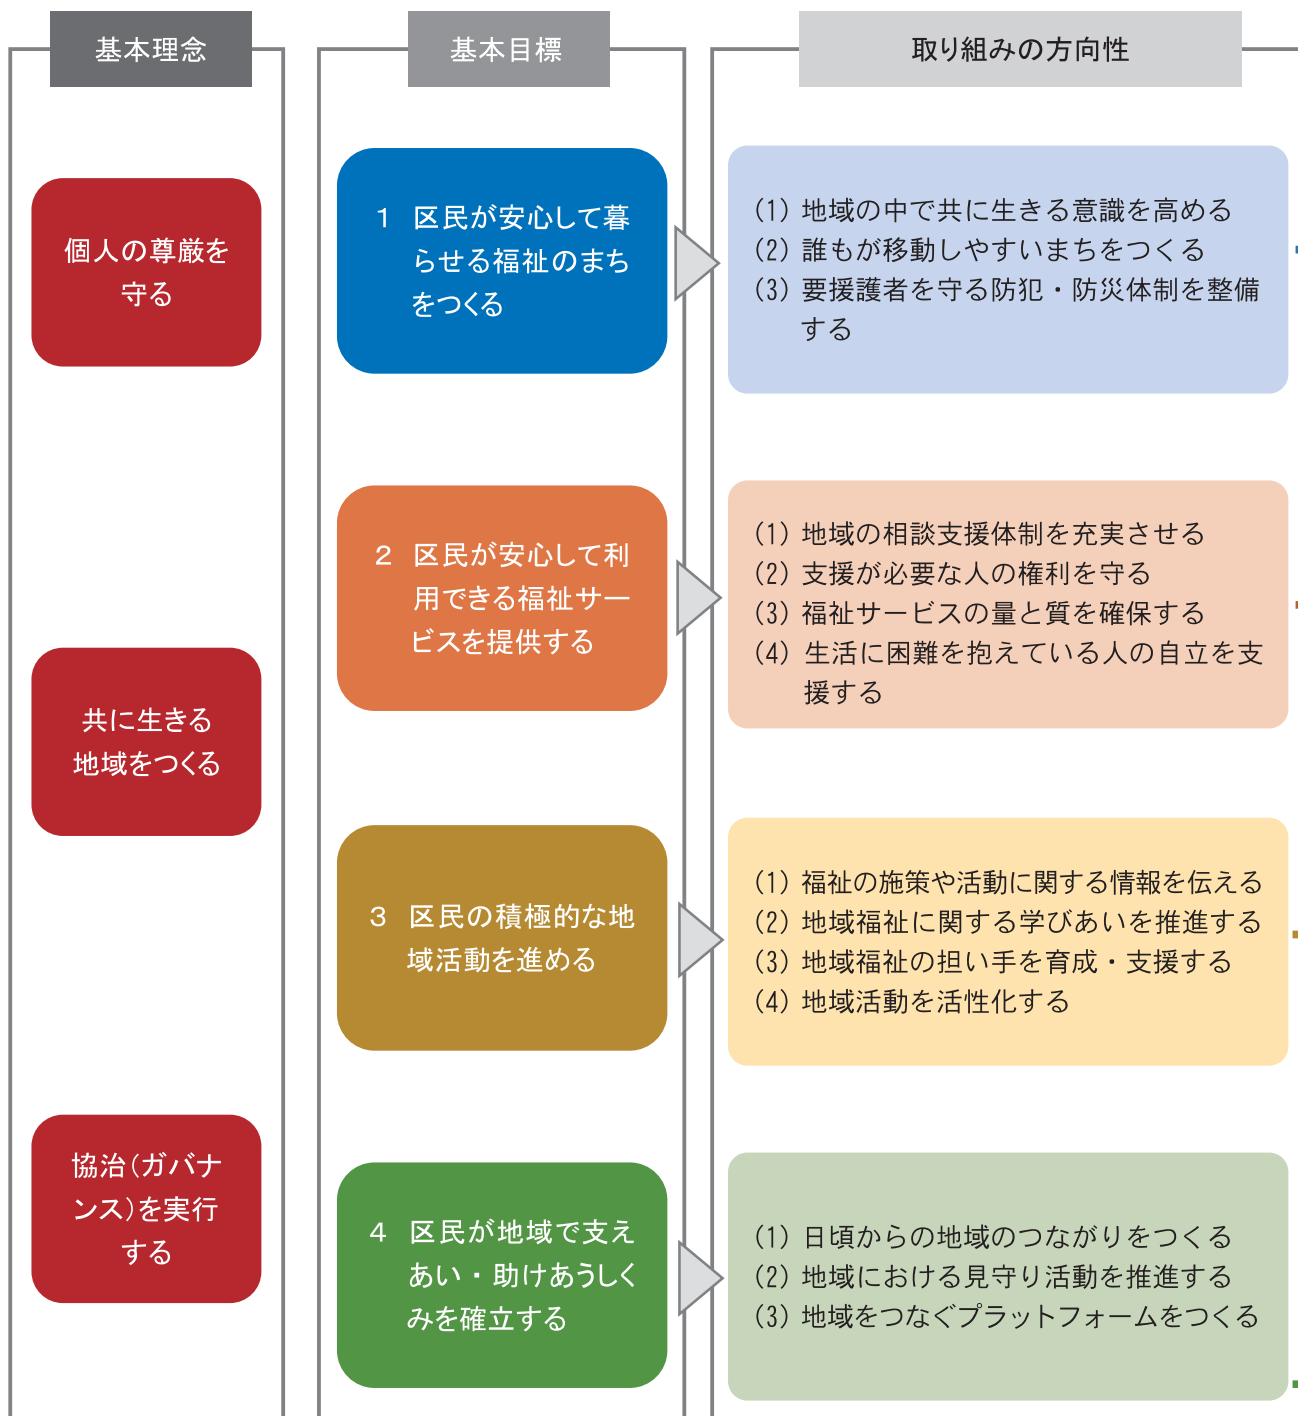 基本理念
個人の尊厳を
守る
共に生きる
地域をつくる
協治(ガバナ
ンス)を実行
する
基本目標
1 区民が安心して暮
らせる福祉のまち
をつくる
2 区民が安心して利
用できる福祉サー
ビスを提供する
3 区民の積極的な地
域活動を進める
4 区民が地域で支え
あい・助けあうしく
みを確立する
取り組みの方向性
(1) 地域の中で共に生きる意識を高める
(2) 誰もが移動しやすいまちをつくる
(3) 要援護者を守る防犯・防災体制を整備
する
(1) 地域の相談支援体制を充実させる
(2) 支援が必要な人の権利を守る
(3) 福祉サービスの量と質を確保する
(4) 生活に困難を抱えている人の自立を支
援する
(1) 福祉の施策や活動に関する情報を伝える
(2) 地域福祉に関する学びあいを推進する
(3) 地域福祉の担い手を育成・支援する
(4) 地域活動を活性化する
(1) 日頃からの地域のつながりをつくる
(2) 地域における見守り活動を推進する
(3) 地域をつなぐプラットフォームをつくる